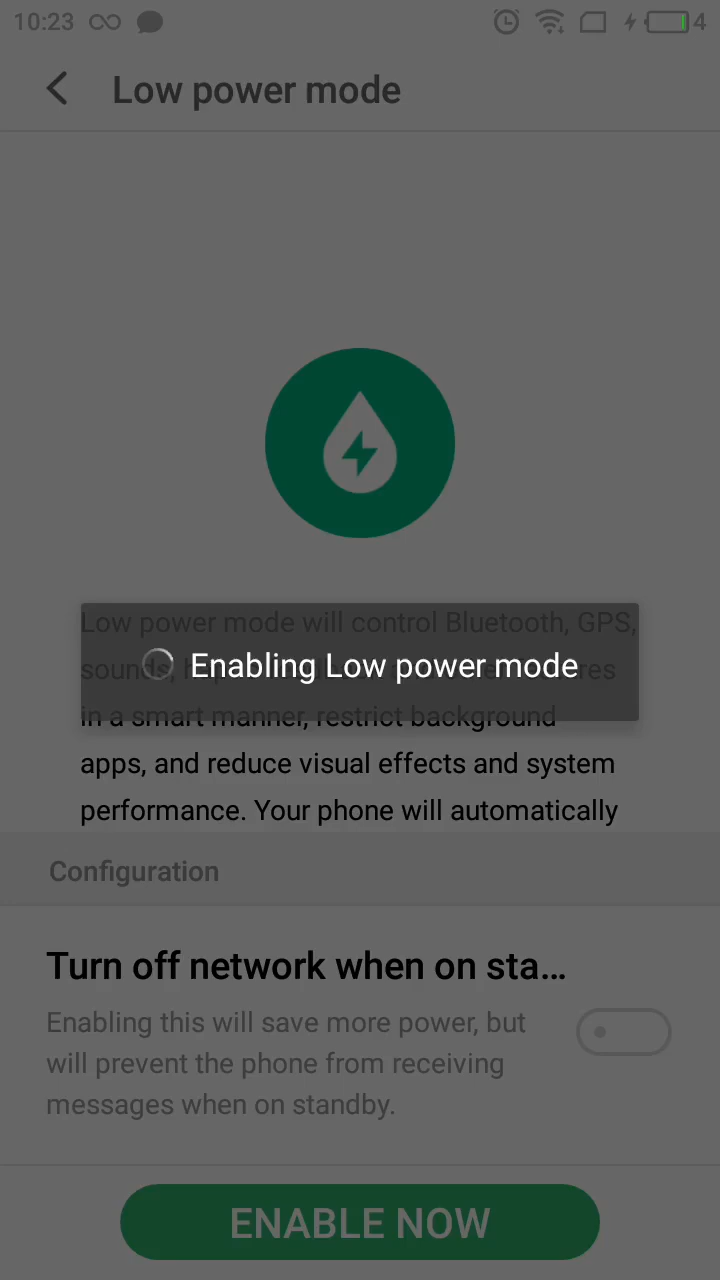 10:23
4
Low power mode
Low power mode will control Bluetooth, GPS,
sounds,
Enabling Low power mode
in a smart manner, restrict background
apps, and reduce visual effects and system
performance. Your phone will automatically
Configuration
Turn off network when on sta...
Enabling this will save more power, but
will prevent the phone from receiving
messages when on standby.
ENABLE NOW